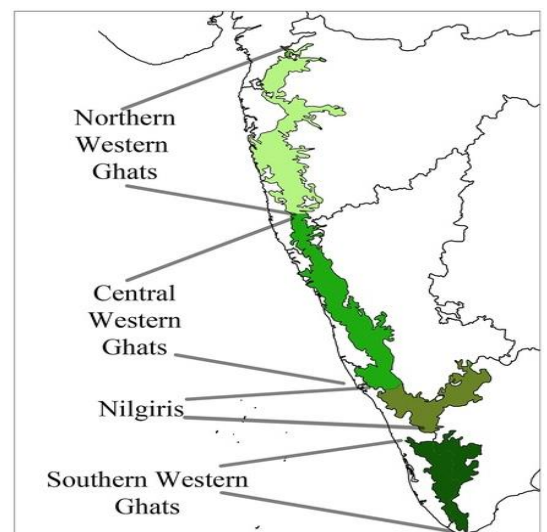 Northern
Western
Ghats
Central
Western
Ghats
Nilgiris
Southern Western
Ghats